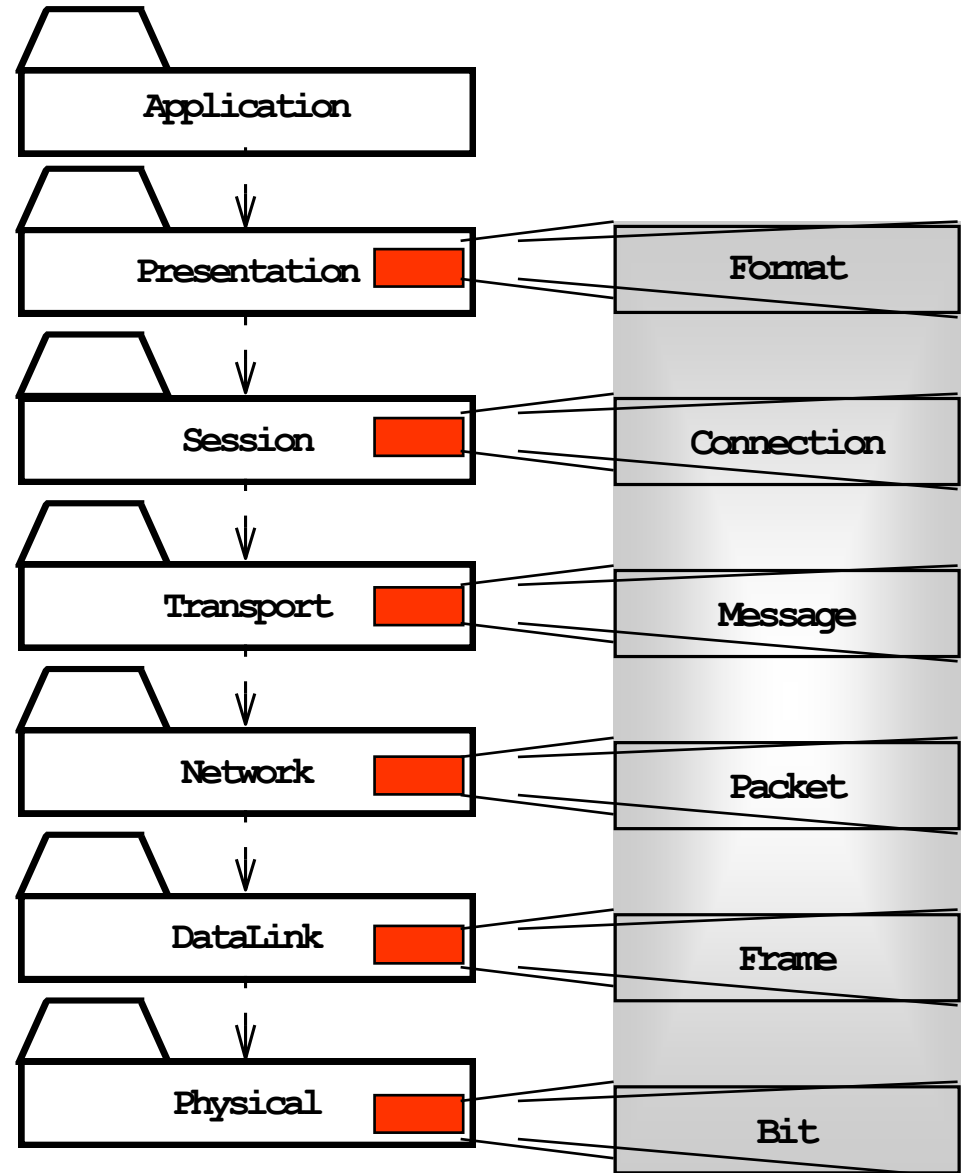 Application
Presentation
Format
Session
Connection
Transport
Message
Network
Packet
DataLink
Frame
Physical
Bit